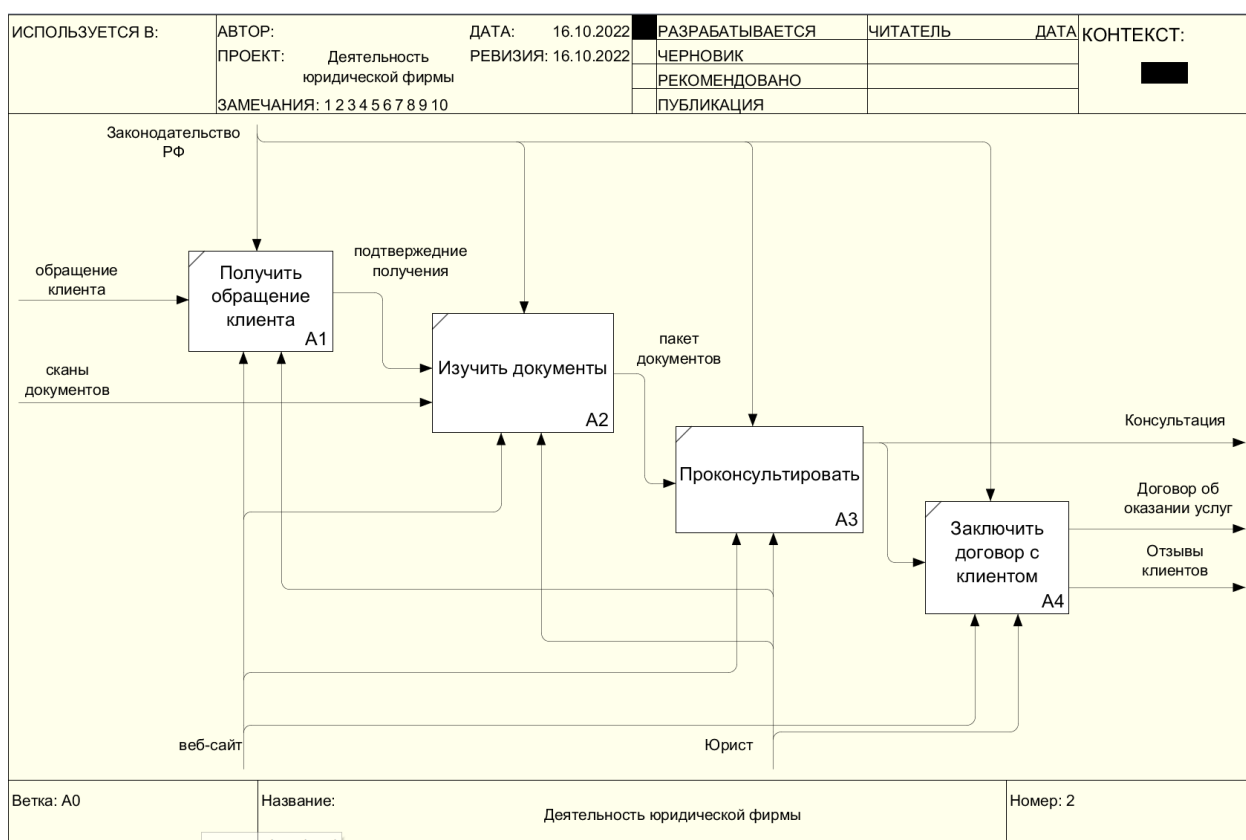 ИСПОЛЬЗУЕТСЯ В:
АВТОР:
ДАТА: 16.10.2022
РАЗРАБАТЫВАЕТСЯ
ЧИТАТЕЛЬ
ДАТА
КОНТЕКСТ:
ПРОЕКТ: Деятельность
юридической фирмы
РЕВИЗИЯ: 16.10.2022
ЧЕРНОВИК
РЕКОМЕНДОВАНО
ЗАМЕЧАНИЯ: 1 2 3 4 5 6 7 8 9 10
ПУБЛИКАЦИЯ
Законодательство
РФ
обращение
клиента
Получить
обращение
клиента
A1
подтвержедние
получения
сканы
документов
Изучить документы
A2
пакет
документов
Проконсультировать
A3
Консультация
Заключить
договор с
клиентом
A4
Договор об
оказании услуг
Отзывы
клиентов
веб-сайт
Юрист
Ветка: A0
Название:
Деятельность юридической фирмы
Номер: 2